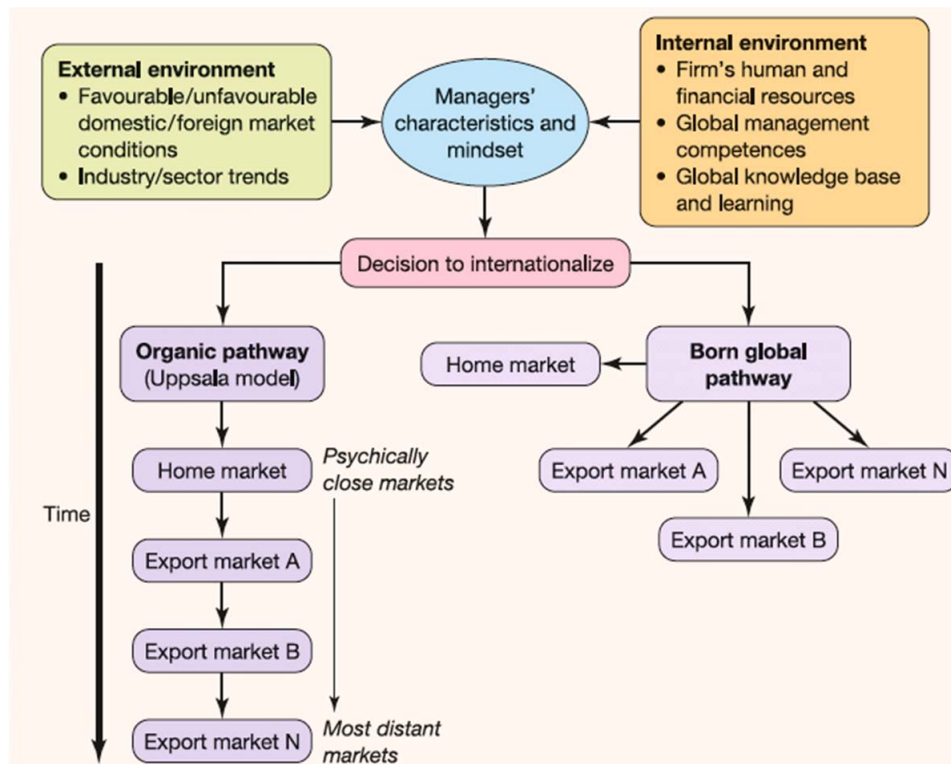 External environment
• Favourable/unfavourable
domestic/foreign market
conditions
• Industry/sector trends
Managers'
characteristics and
mindset
Internal environment
• Firm's human and
financial resources
• Global management
competences
• Global knowledge base
and learning
Decision to internationalize
Organic pathway
(Uppsala model)
Home market
Born global
pathway
Home market
Psychically
close markets
Export market A
Export market N
Export market B
Time
Export market A
Export market B
Export market N
Most distant
markets